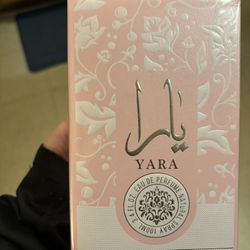 يارا
YARA
3.4 FL.OZ. EAU DE PERFUME NATURAL SPRAY 100ML